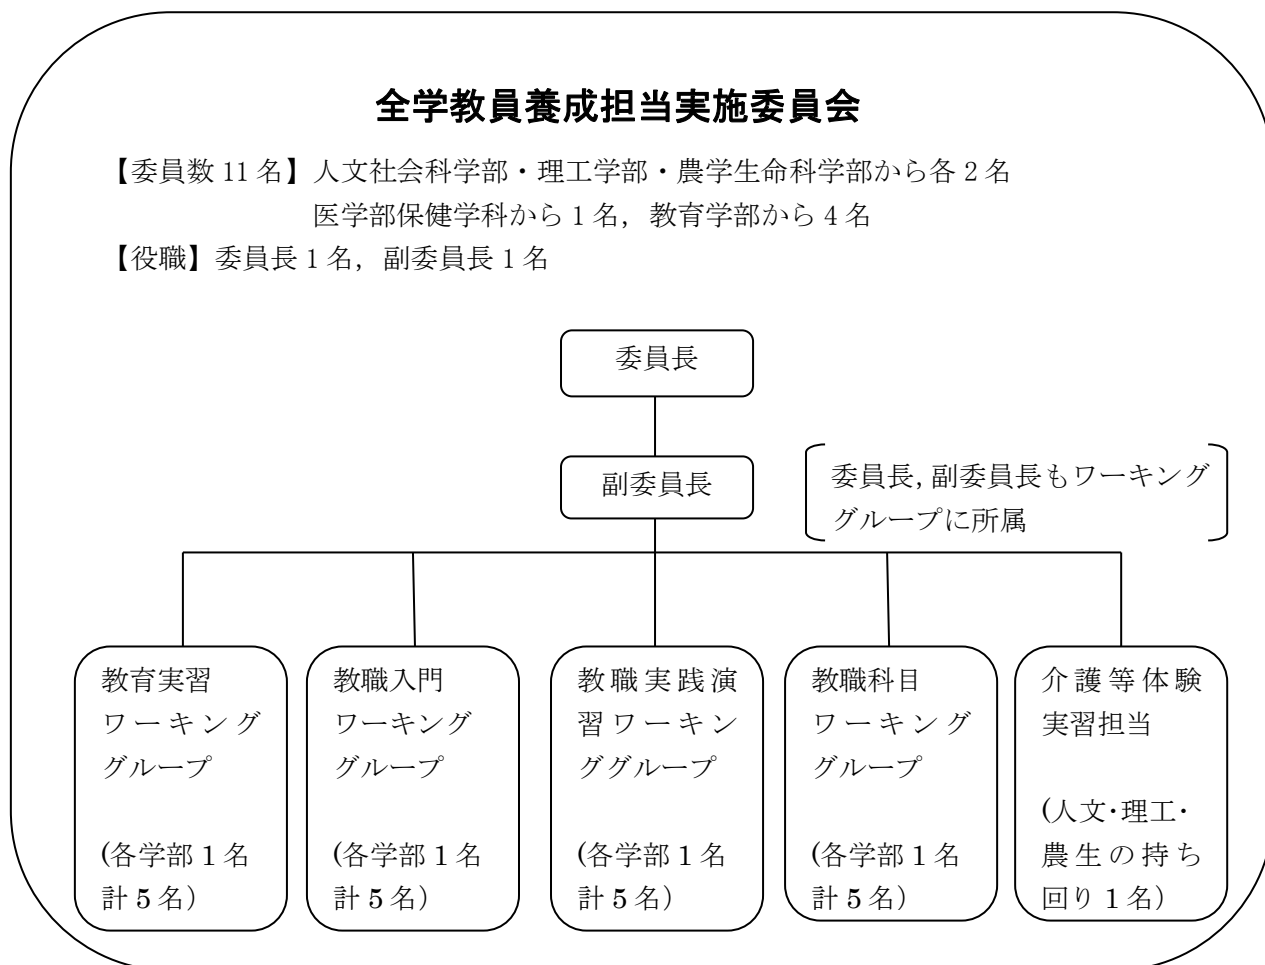 全学教員養成担当実施委員会
【委員数 11 名】人文社会科学部・理工学部・農学生命科学部から各 2 名
医学部保健学科から 1 名，教育学部から 4 名
【役職】委員長 1 名，副委員長 1 名
委員長
副委員長
委員長，副委員長もワーキング
グループに所属
教育実習
ワーキング
グループ
(各学部 1 名
計 5 名)
教職入門
ワーキング
グループ
(各学部 1 名
計 5 名)
教職実践演
習ワーキン
ググループ
(各学部 1 名
計 5 名)
教職科目
ワーキング
グループ
(各学部 1 名
計 5 名)
介護等体験
実習担当
(人文･理工･
農生の持ち
回り 1 名)